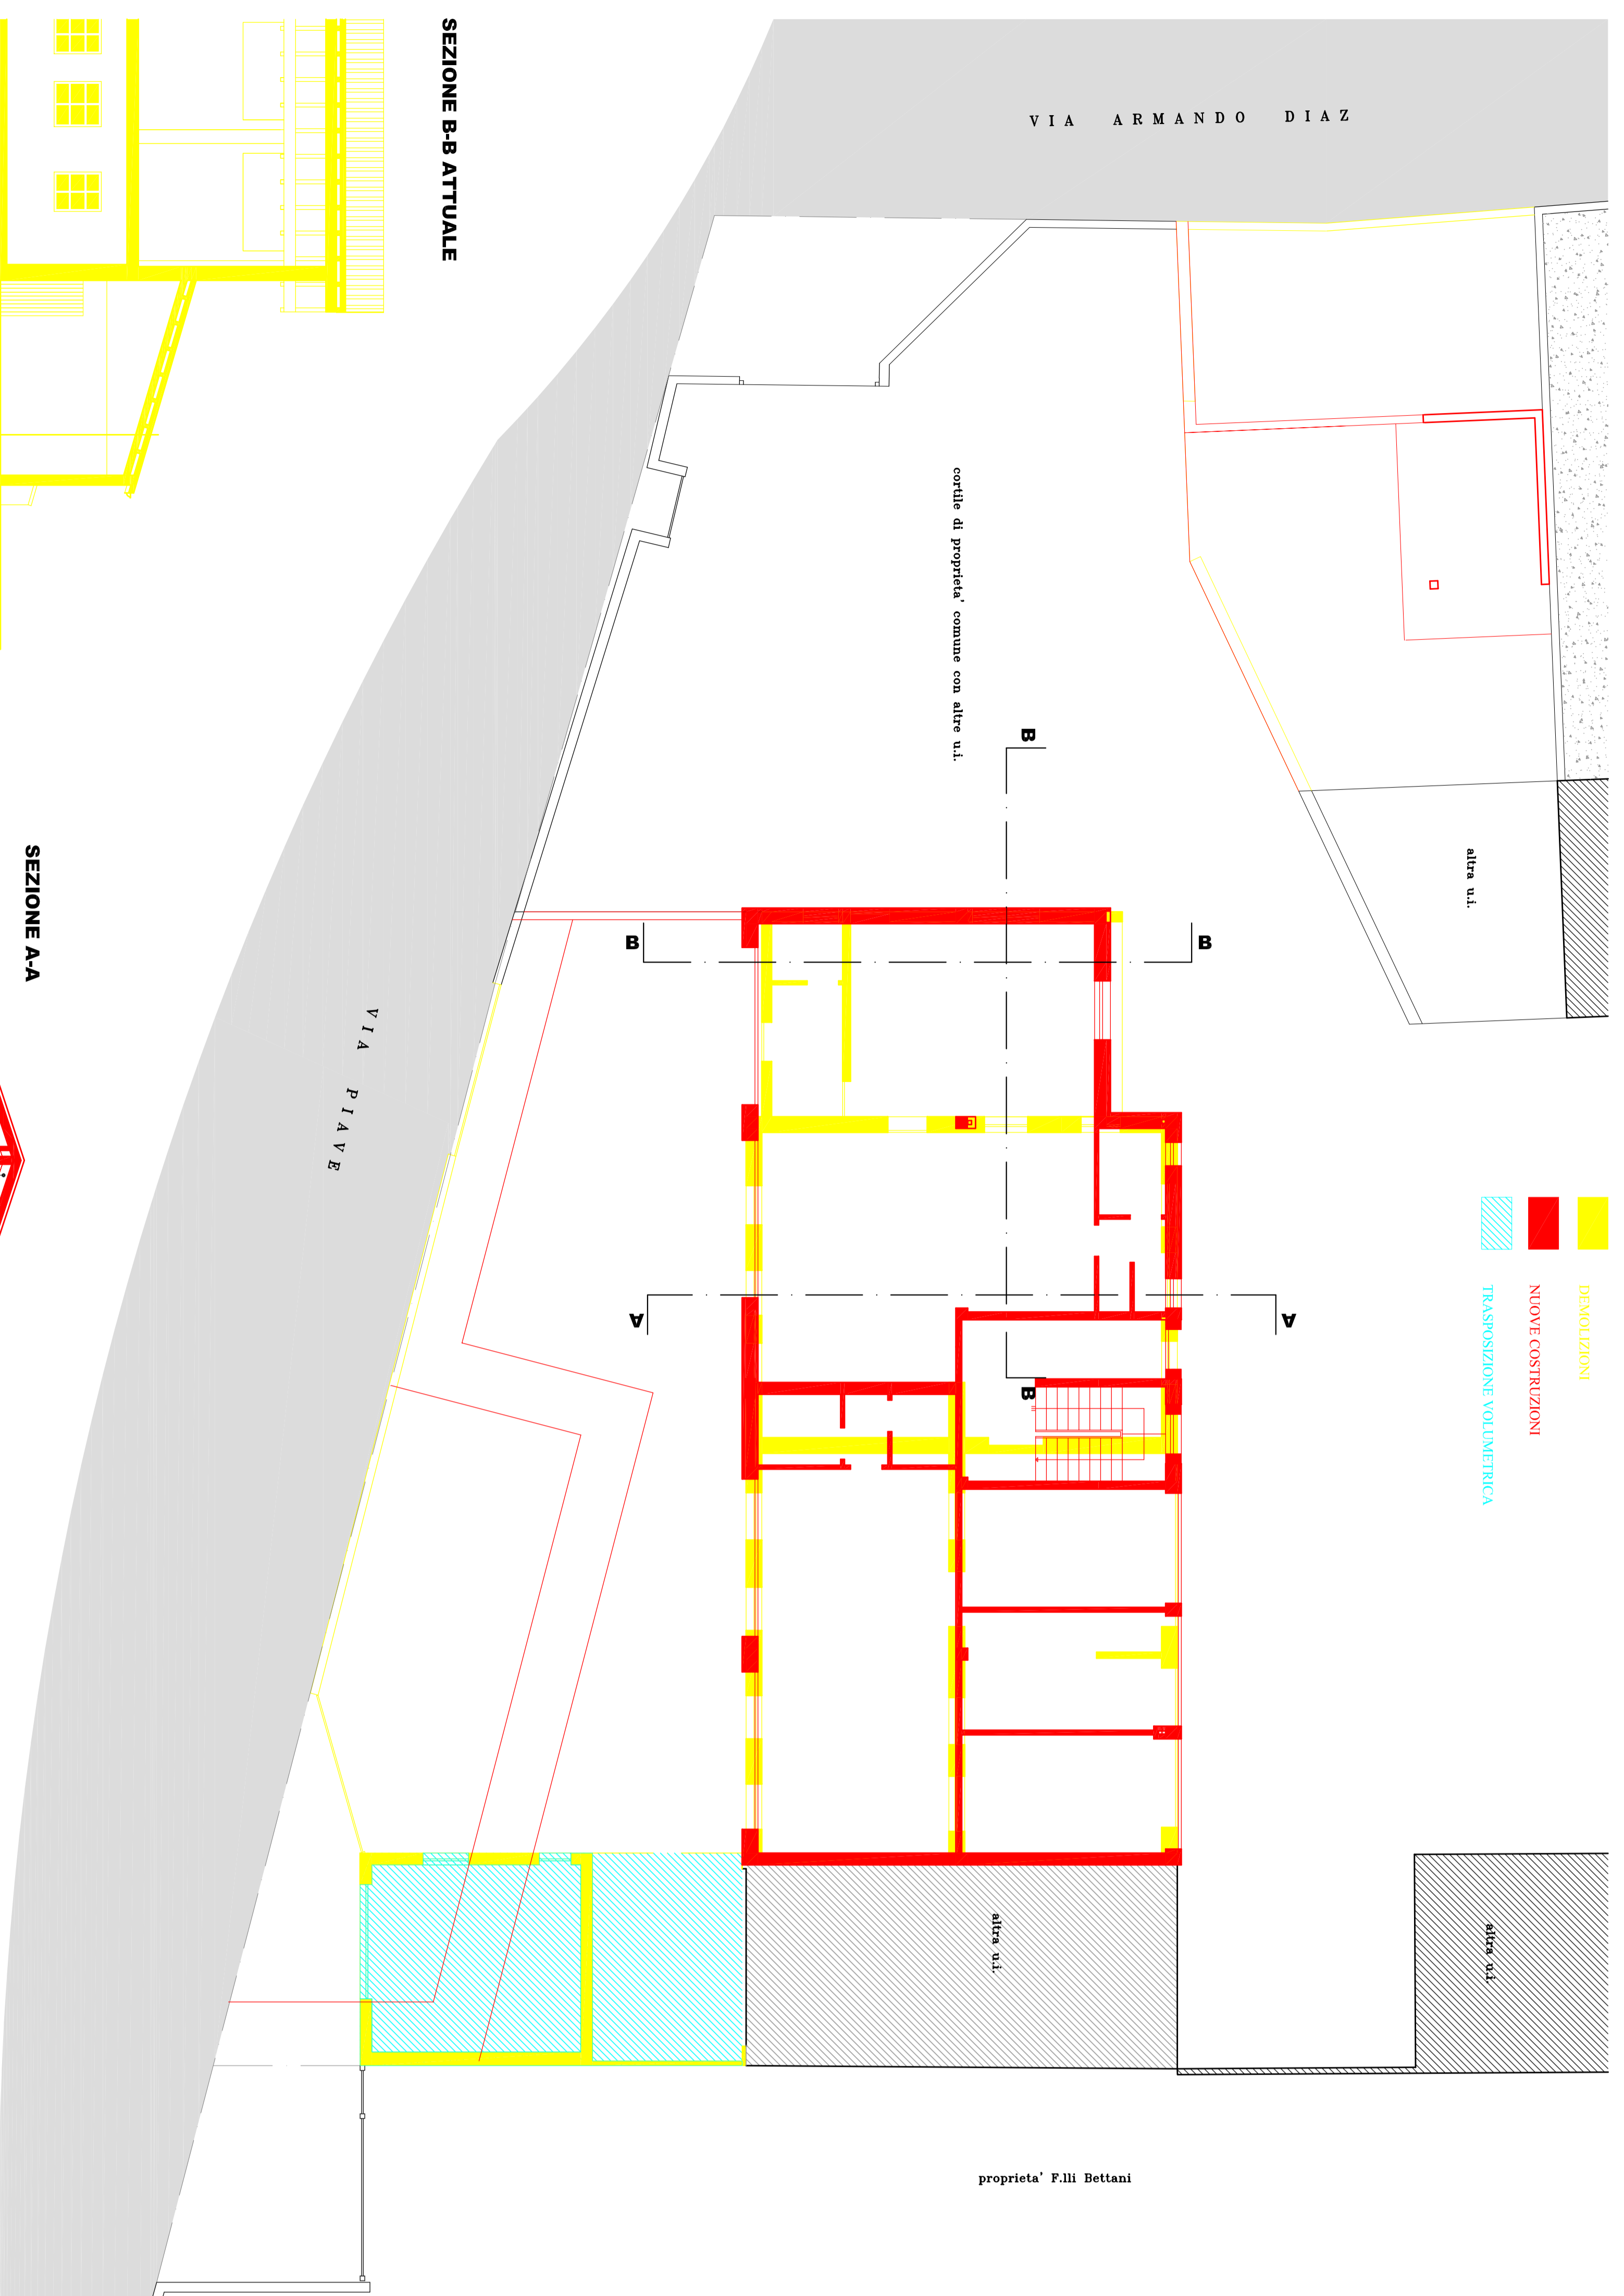 SEZIONE B-B ATTUALE
VIA ARMANDO DIAZ
cortile di proprieta' comune con altre u.i.
B
altra u.i.
SEZIONE A-A
B
B
VIA PIAVE
DEMOLIZIONI
NUOVE COSTRUZIONI
TRASPOSIZIONE VOLUMETRICA
A
A
B
altra u.i.
altra u.i.
proprieta' F.lli Bettani